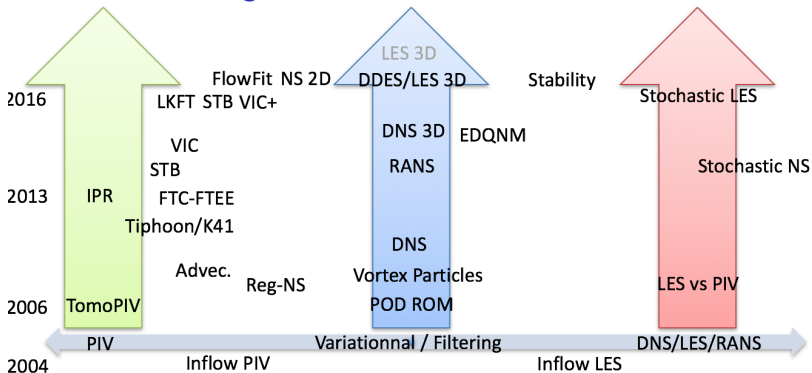 LES 3D
FlowFit NS 2D DDES/LES 3D Stability
2016 LKFT STB VIC+ Stochastic LES
DNS 3D EDQNM
VIC
STB RANS Stochastic NS
2013 IPR FTC-FTEE
Tiphoon/K41
DNS
Advec. Vortex Particles
Reg-NS LES vs PIV
2006 TomoPIV POD ROM
PIV Variationnal / Filtering DNS/LES/RANS
2004 Inflow PIV Inflow LES